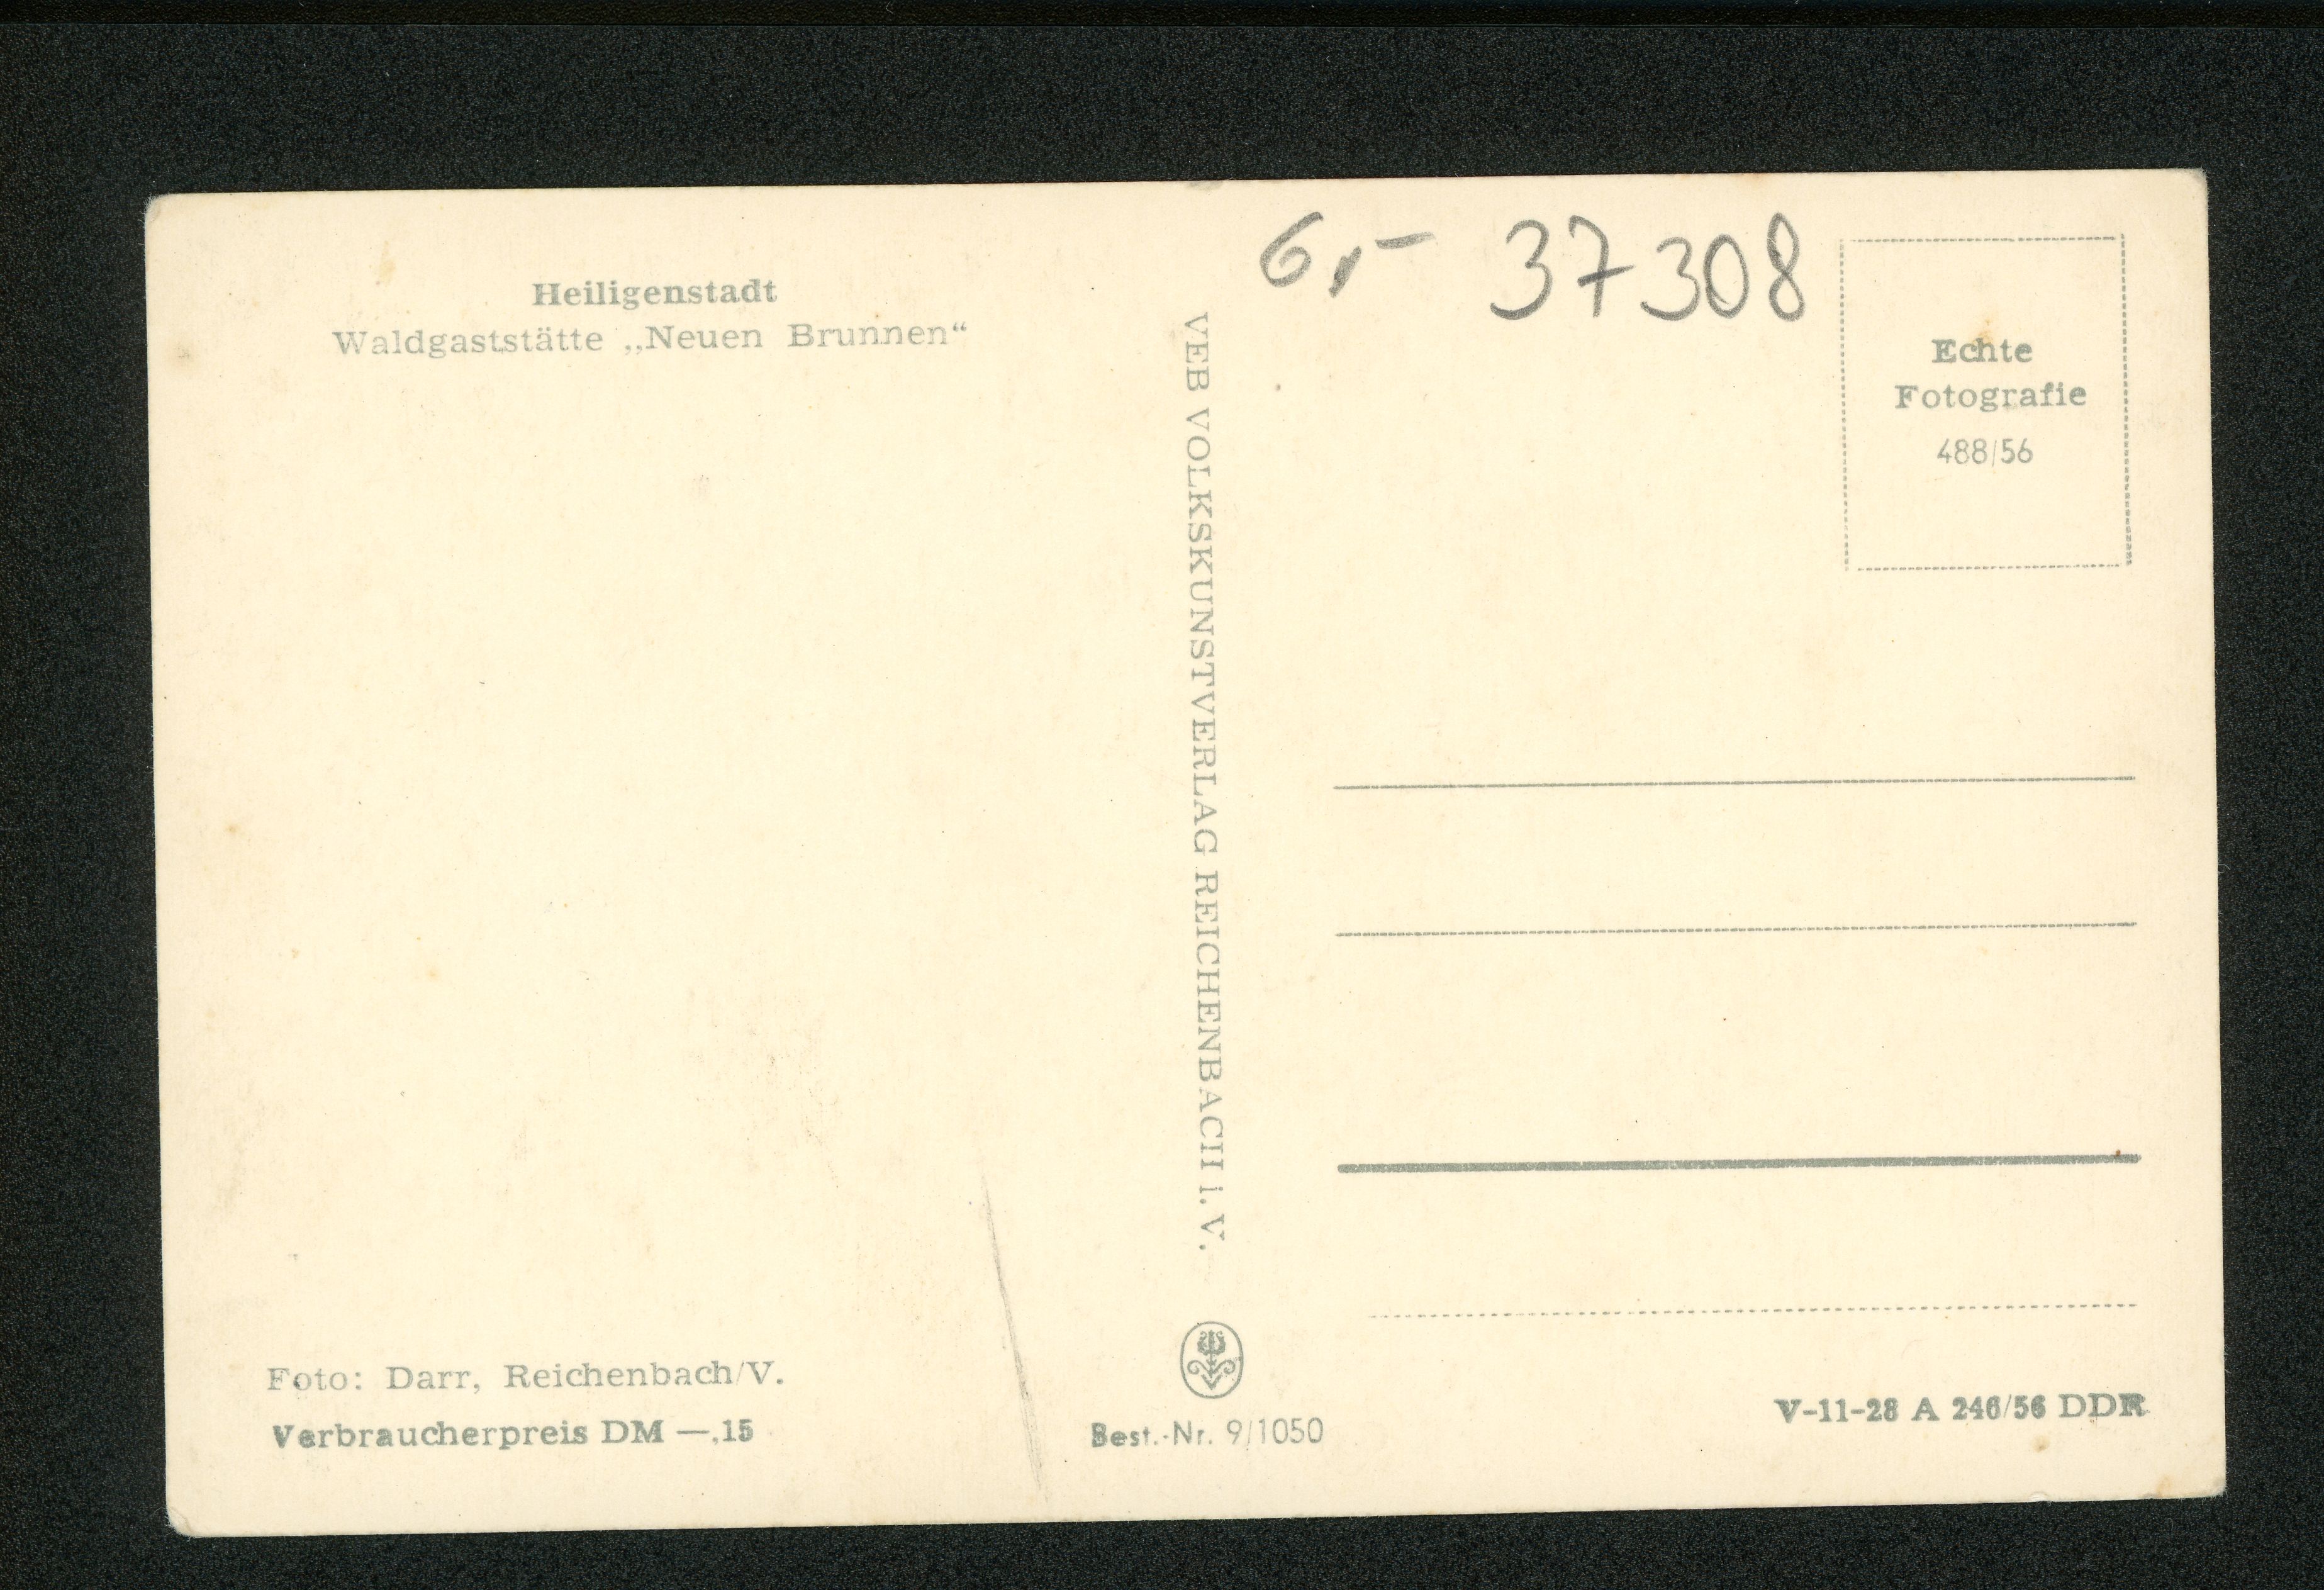 Heiligenstadt
Waldgaststätte „Neuen Brunnen“
6,- 37308
Echte
Fotografie
488/56
VEB VOLKSKUNSTVERLAG REICHENBACH i. V.
Foto: Darr, Reichenbach/V.
Verbraucherpreis DM —,15
Best.-Nr. 9/1050
V-11-28 A 246/56 DDR